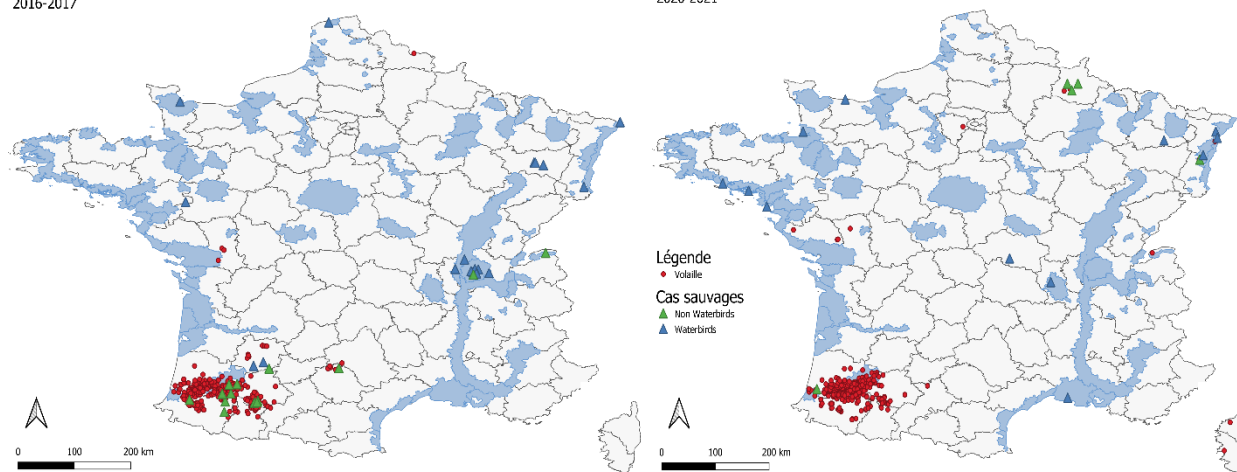 2016-2017
2020-2021
Légende
Volaille
Cas sauvages
Non Waterbirds
Waterbirds
0 100 200 km
0 100 200 km